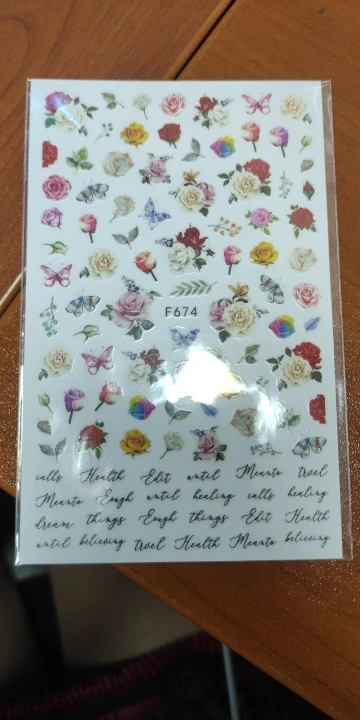 F674
calls Health Edit until Meanto trvel
Meanto Eough until healing calls healing
dream things Eough things Edit Health
until believing trvel Health Meanto believing